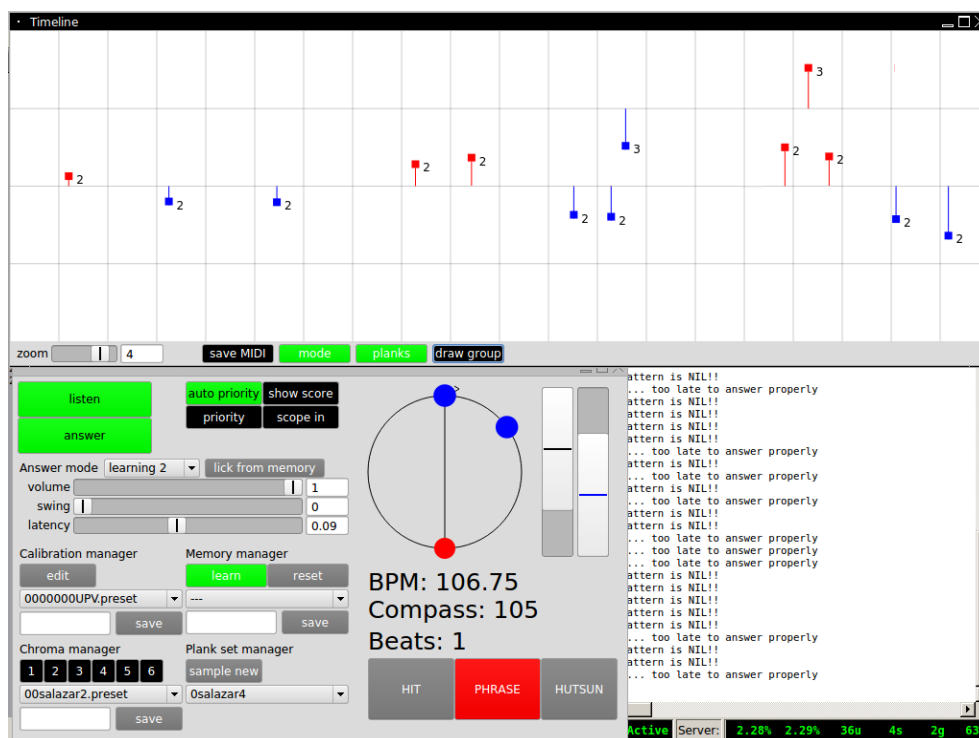 · Timeline
3
2
2
2
3
2
2
2
2
2
2
2
2
zoom 4 save MIDI mode planks draw group
listen
answer
auto priority show score
priority scope in
Answer mode learning 2 lick from memory
volume 1
swing 0
latency 0.09
Calibration manager Memory manager
edit learn reset
0000000UPV.preset ---
save save
Chroma manager Plank set manager
1 2 3 4 5 6 sample new
00salazar2.preset 0salazar4
save
>
BPM: 106.75
Compass: 105
Beats: 1
HIT PHRASE HUTSUN
attern is NIL!!
... too late to answer properly
attern is NIL!!
attern is NIL!!
attern is NIL!!
attern is NIL!!
... too late to answer properly
attern is NIL!!
... too late to answer properly
attern is NIL!!
... too late to answer properly
attern is NIL!!
attern is NIL!!
... too late to answer properly
... too late to answer properly
... too late to answer properly
attern is NIL!!
attern is NIL!!
attern is NIL!!
attern is NIL!!
attern is NIL!!
... too late to answer properly
attern is NIL!!
attern is NIL!!
... too late to answer properly
Active Server: 2.28% 2.29% 36u 4s 2g 63